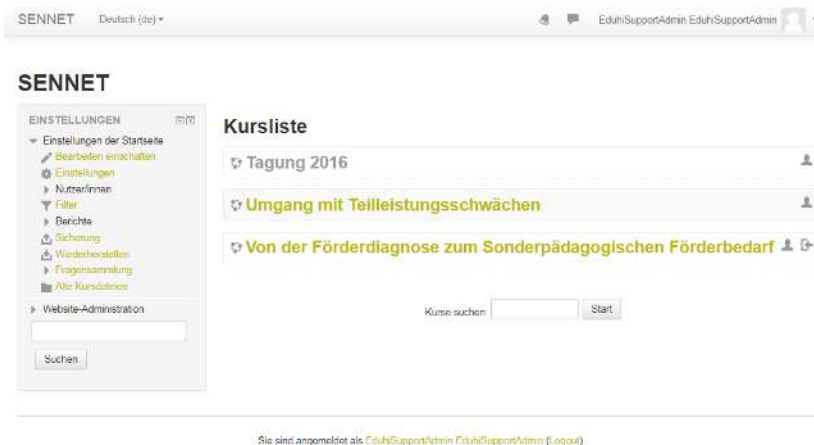 SENNET Deutsch (de) EduhiSupportAdmin EduhiSupportAdmin
SENNET
EINSTELLUNGEN
Einstellungen der Startseite
Bearbeiten einschalten
Einstellungen
Nutzer/innen
Filter
Berichte
Sicherung
Wiederherstellen
Fragensammlung
Alte Kursdateien
Website-Administration
Suchen
Kursliste
Tagung 2016
Umgang mit Teilleistungsschwächen
Von der Förderdiagnose zum Sonderpädagogischen Förderbedarf
Kurse suchen: Start
Sie sind angemeldet als EduhiSupportAdmin EduhiSupportAdmin (Logout)